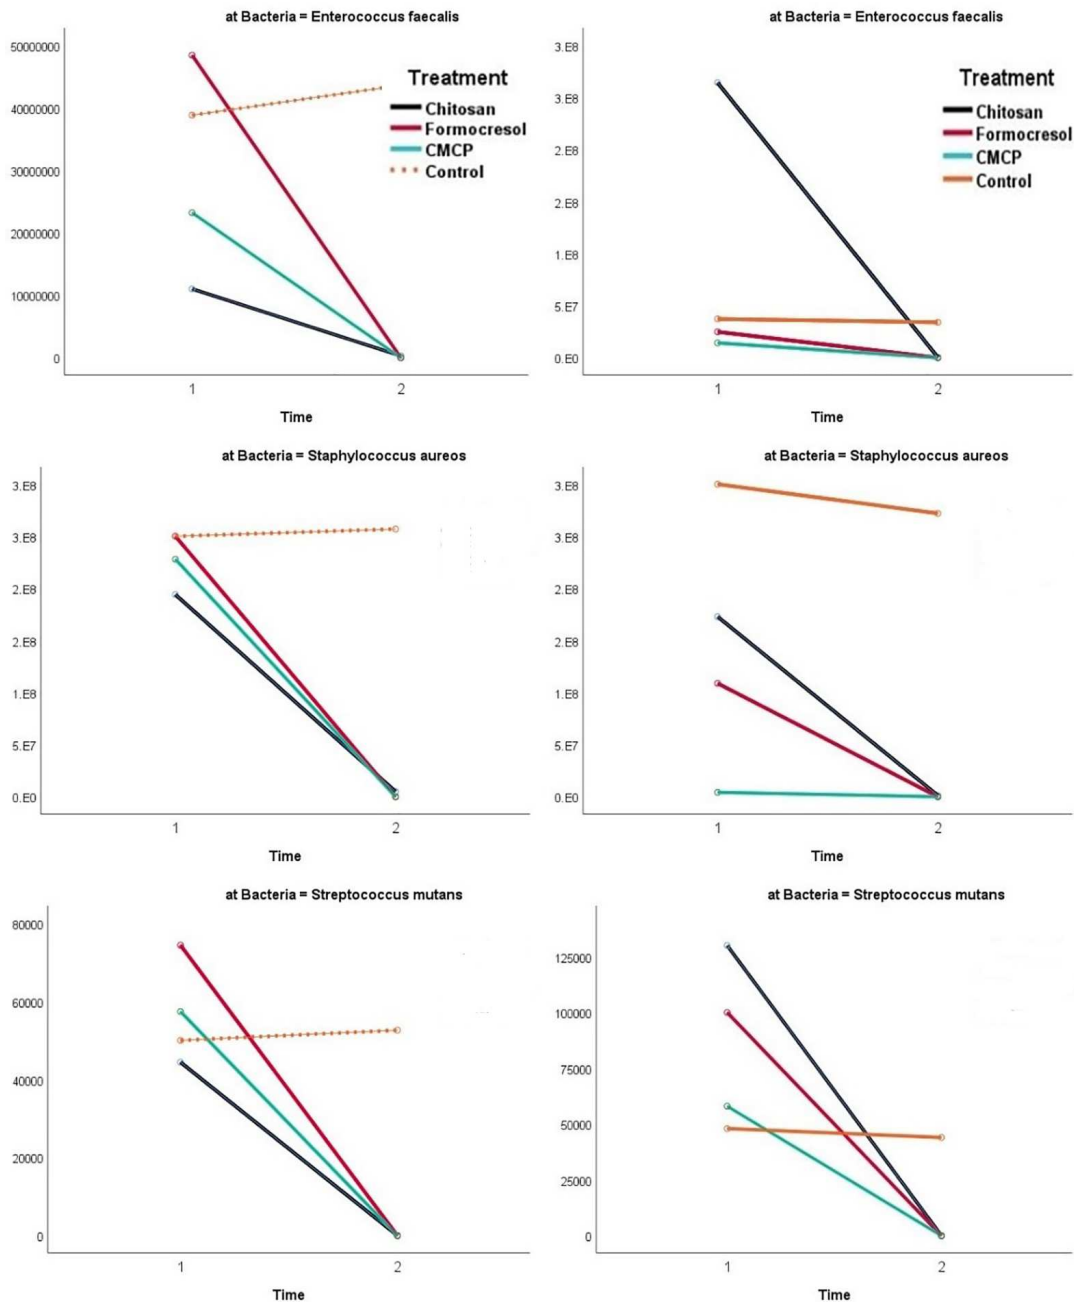 at Bacteria = Enterococcus faecalis
50000000
40000000
30000000
20000000
10000000
0
Treatment
Chitosan
Formocresol
CMCP
Control
1
2
Time
at Bacteria = Enterococcus faecalis
3.E8
3.E8
2.E8
2.E8
1.E8
5.E7
0.E0
Treatment
Chitosan
Formocresol
CMCP
Control
1
2
Time
at Bacteria = Staphylococcus aureos
3.E8
3.E8
2.E8
2.E8
1.E8
5.E7
0.E0
1
2
Time
at Bacteria = Staphylococcus aureos
3.E8
3.E8
2.E8
2.E8
1.E8
5.E7
0.E0
1
2
Time
at Bacteria = Streptococcus mutans
80000
60000
40000
20000
0
1
2
Time
at Bacteria = Streptococcus mutans
125000
100000
75000
50000
25000
0
1
2
Time